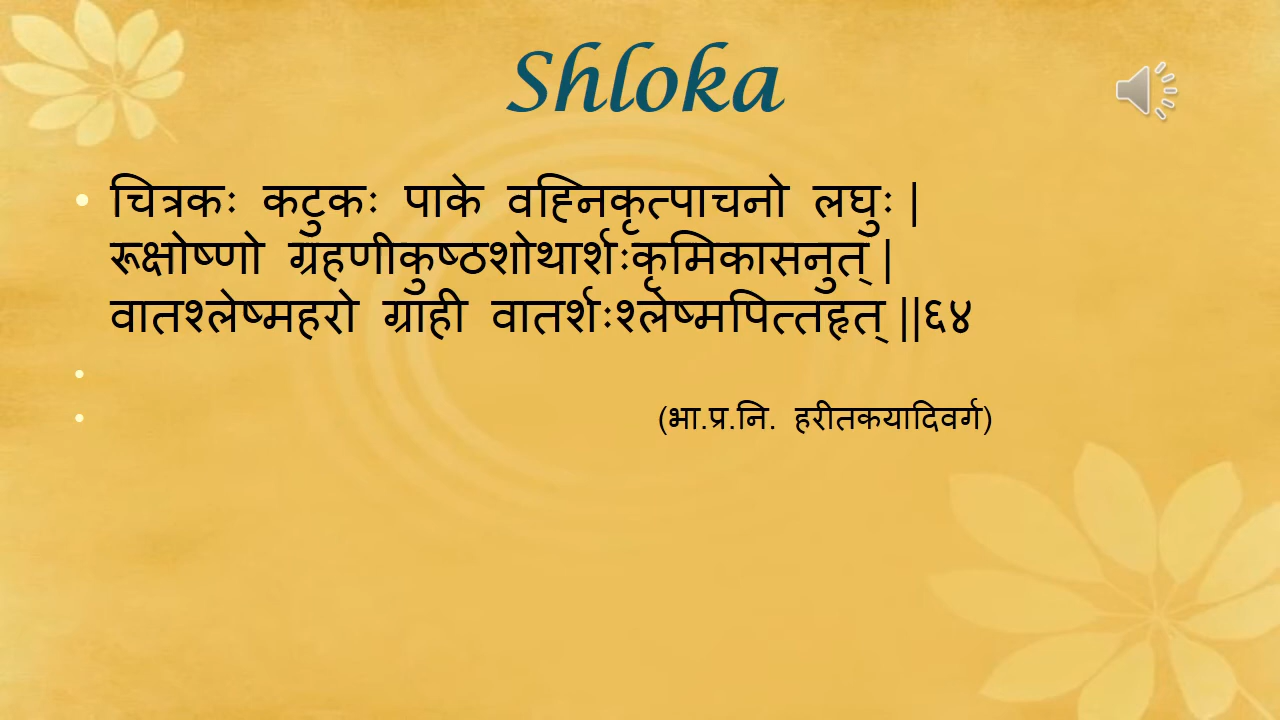 Shloka
चित्रकः कटुकः पाके वह्निकृत्पाचनो लघुः |
रूक्षोष्णो ग्रहणीकुष्ठशोथार्शःकृमिकासनुत् |
वातश्लेष्महरो ग्राही वातर्शःश्लेष्मपित्तहृत् ||६४
(भा.प्र.नि. हरीतकयादिवर्ग)